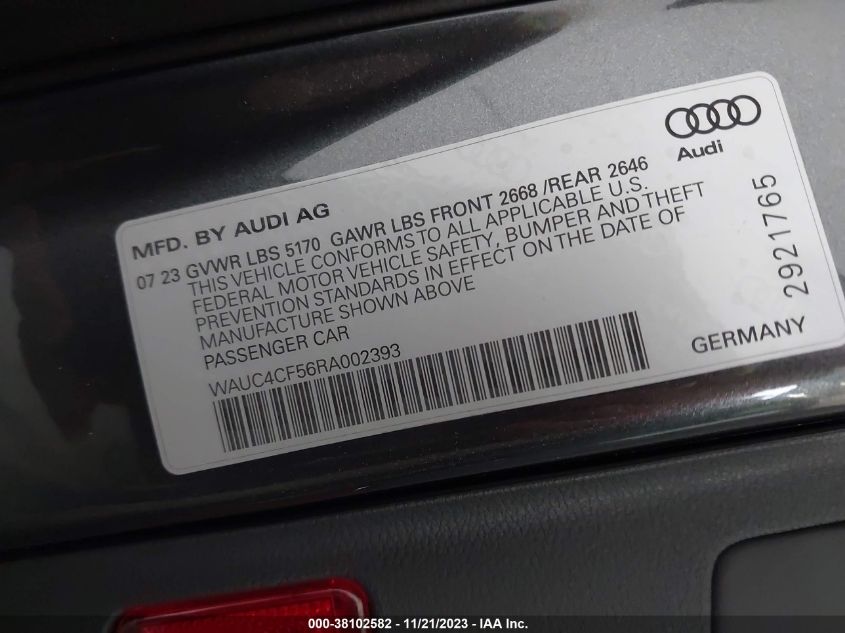 Audi
MFD. BY AUDI AG
07 23 GVWR LBS 5170 GAWR LBS FRONT 2668 /REAR 2646
THIS VEHICLE CONFORMS TO ALL APPLICABLE U.S.
FEDERAL MOTOR VEHICLE SAFETY, BUMPER AND THEFT
PREVENTION STANDARDS IN EFFECT ON THE DATE OF
MANUFACTURE SHOWN ABOVE
PASSENGER CAR
WAUC4CF56RA002393
GERMANY
2921765
000-38102582 - 11/21/2023 - IAA Inc.